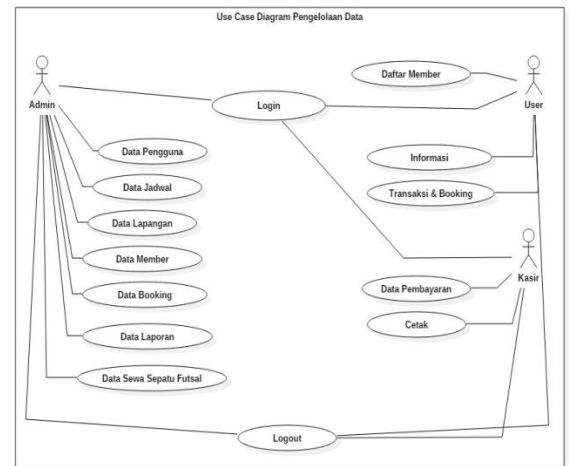 Use Case Diagram Pengelolaan Data
Daftar Member
Admin
Login
User
Data Pengguna
Informasi
Data Jadwal
Transaksi & Booking
Data Lapangan
Data Member
Kasir
Data Booking
Data Pembayaran
Cetak
Data Laporan
Data Sewa Sepatu Futsal
Logout